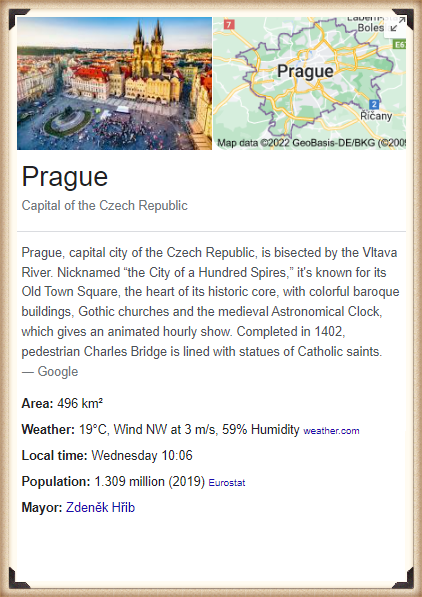 7
Labem-
Boles
E6
Prague
2
Říčany
Map data ©2022 GeoBasis-DE/BKG (©2009
Prague
Capital of the Czech Republic
Prague, capital city of the Czech Republic, is bisected by the Vltava
River. Nicknamed “the City of a Hundred Spires,” it's known for its
Old Town Square, the heart of its historic core, with colorful baroque
buildings, Gothic churches and the medieval Astronomical Clock,
which gives an animated hourly show. Completed in 1402,
pedestrian Charles Bridge is lined with statues of Catholic saints.
— Google
Area: 496 km²
Weather: 19°C, Wind NW at 3 m/s, 59% Humidity weather.com
Local time: Wednesday 10:06
Population: 1.309 million (2019) Eurostat
Mayor: Zdeněk Hřib